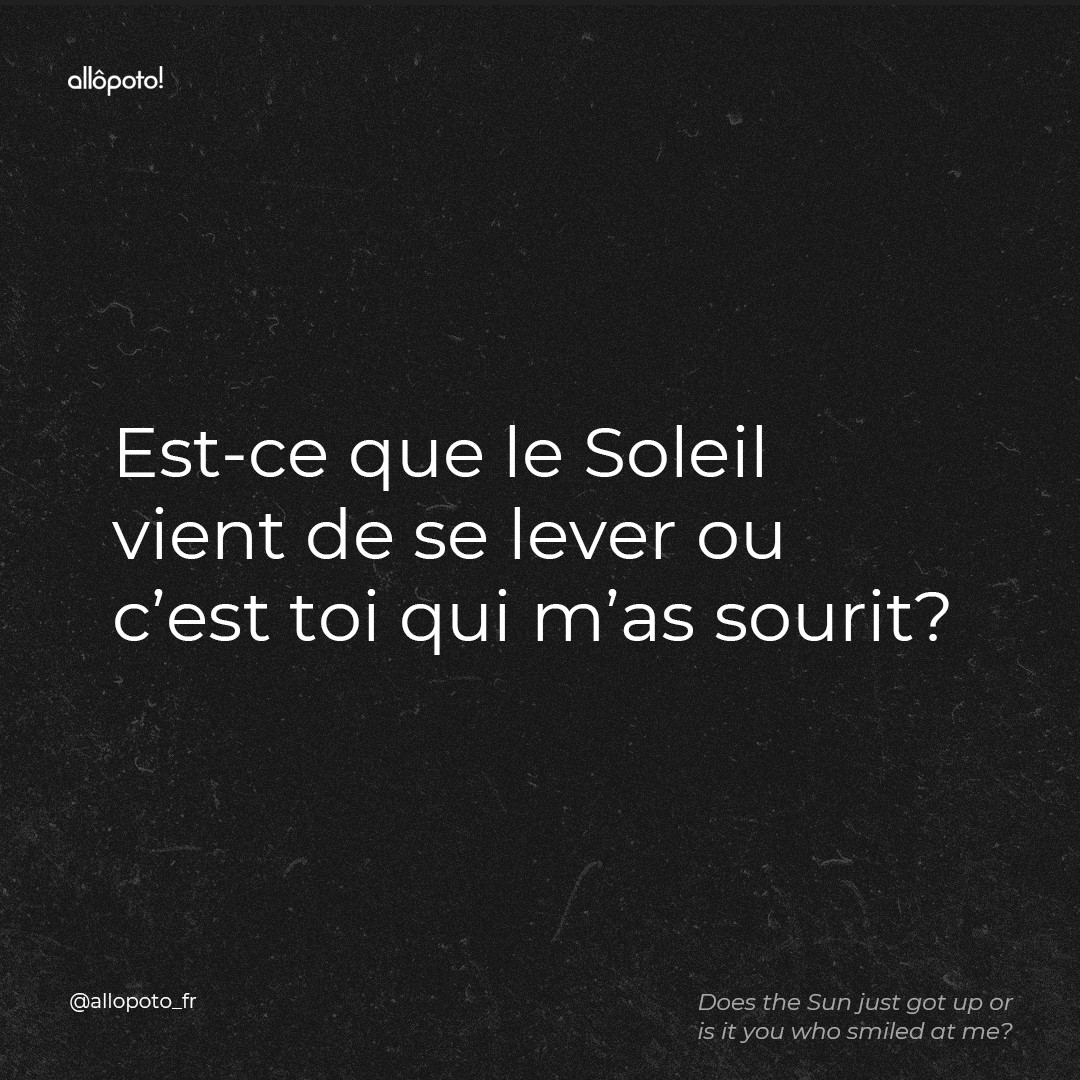 allôpoto!
Est-ce que le Soleil
vient de se lever ou
c’est toi qui m’as sourit?
@allopoto_fr
Does the Sun just got up or
is it you who smiled at me?